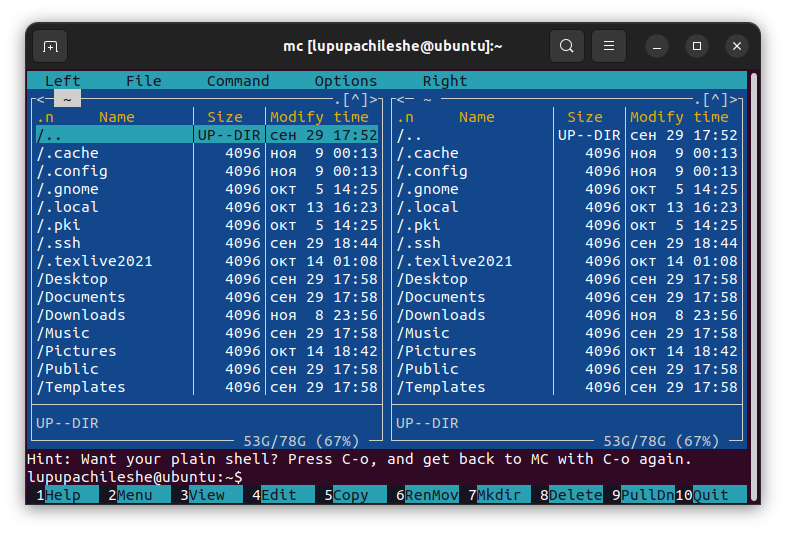 mc [lupupachileshe@ubuntu]:~
Left File Command Options Right
<─ ~ .[^]> <─ ~ .[^]>
.n Name Size Modify time .n Name Size Modify time
/.. UP--DIR сен 29 17:52 /.. UP--DIR сен 29 17:52
/.cache 4096 ноя 9 00:13 /.cache 4096 ноя 9 00:13
/.config 4096 ноя 9 00:13 /.config 4096 ноя 9 00:13
/.gnome 4096 окт 5 14:25 /.gnome 4096 окт 5 14:25
/.local 4096 окт 13 16:23 /.local 4096 окт 13 16:23
/.pki 4096 окт 5 14:25 /.pki 4096 окт 5 14:25
/.ssh 4096 сен 29 18:44 /.ssh 4096 сен 29 18:44
/.texlive2021 4096 окт 14 01:08 /.texlive2021 4096 окт 14 01:08
/Desktop 4096 сен 29 17:58 /Desktop 4096 сен 29 17:58
/Documents 4096 сен 29 17:58 /Documents 4096 сен 29 17:58
/Downloads 4096 ноя 8 23:56 /Downloads 4096 ноя 8 23:56
/Music 4096 сен 29 17:58 /Music 4096 сен 29 17:58
/Pictures 4096 окт 14 18:42 /Pictures 4096 окт 14 18:42
/Public 4096 сен 29 17:58 /Public 4096 сен 29 17:58
/Templates 4096 сен 29 17:58 /Templates 4096 сен 29 17:58
UP--DIR UP--DIR
53G/78G (67%) 53G/78G (67%)
Hint: Want your plain shell? Press C-o, and get back to MC with C-o again.
lupupachileshe@ubuntu:~$
1Help 2Menu 3View 4Edit 5Copy 6RenMov 7Mkdir 8Delete 9PullDn 10Quit